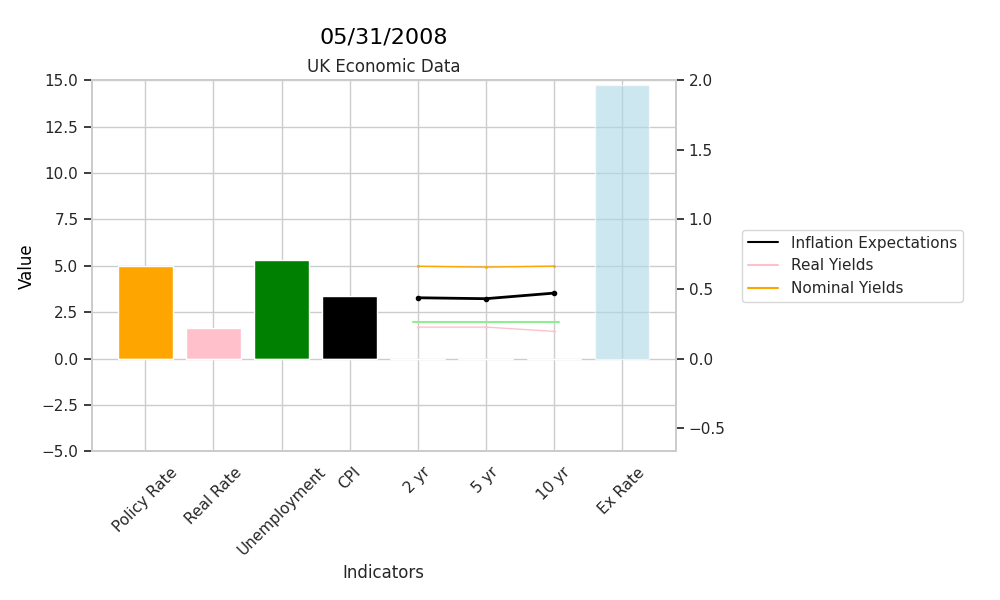 05/31/2008
UK Economic Data
15.0
12.5
10.0
7.5
5.0
2.5
0.0
−2.5
−5.0
Value
2.0
1.5
1.0
0.5
0.0
−0.5
Inflation Expectations
Real Yields
Nominal Yields
Policy Rate
Real Rate
Unemployment
CPI
2 yr
5 yr
10 yr
Ex Rate
Indicators